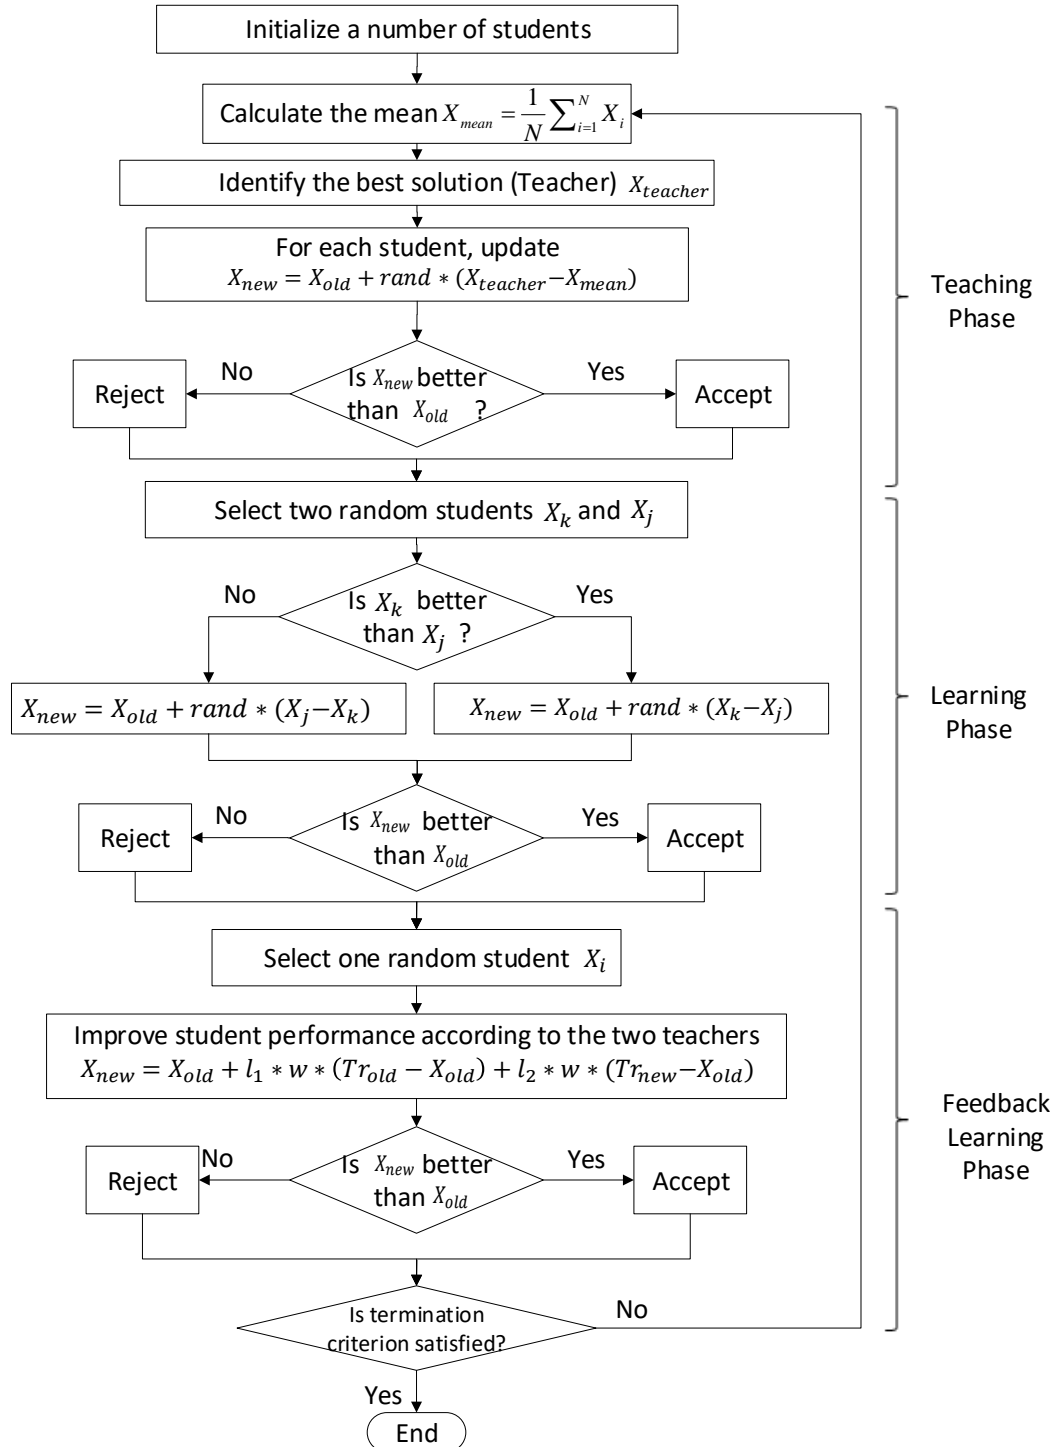 Initialize a number of students
Calculate the mean X_mean = 1/N ∑_{i=1}^{N} X_i
Identify the best solution (Teacher) X_teacher
For each student, update
X_new = X_old + rand * (X_teacher−X_mean)
Teaching
Phase
No
Is X_new better
than X_old ?
Yes
Reject
Accept
Select two random students X_k and X_j
No
Is X_k better
than X_j ?
Yes
X_new = X_old + rand * (X_j−X_k)
X_new = X_old + rand * (X_k−X_j)
Learning
Phase
No
Is X_new better
than X_old
Yes
Reject
Accept
Select one random student X_i
Improve student performance according to the two teachers
X_new = X_old + l_1 * w * (Tr_old − X_old) + l_2 * w * (Tr_new−X_old)
Feedback
Learning
Phase
No
Is X_new better
than X_old
Yes
Reject
Accept
Is termination
criterion satisfied?
No
Yes
End